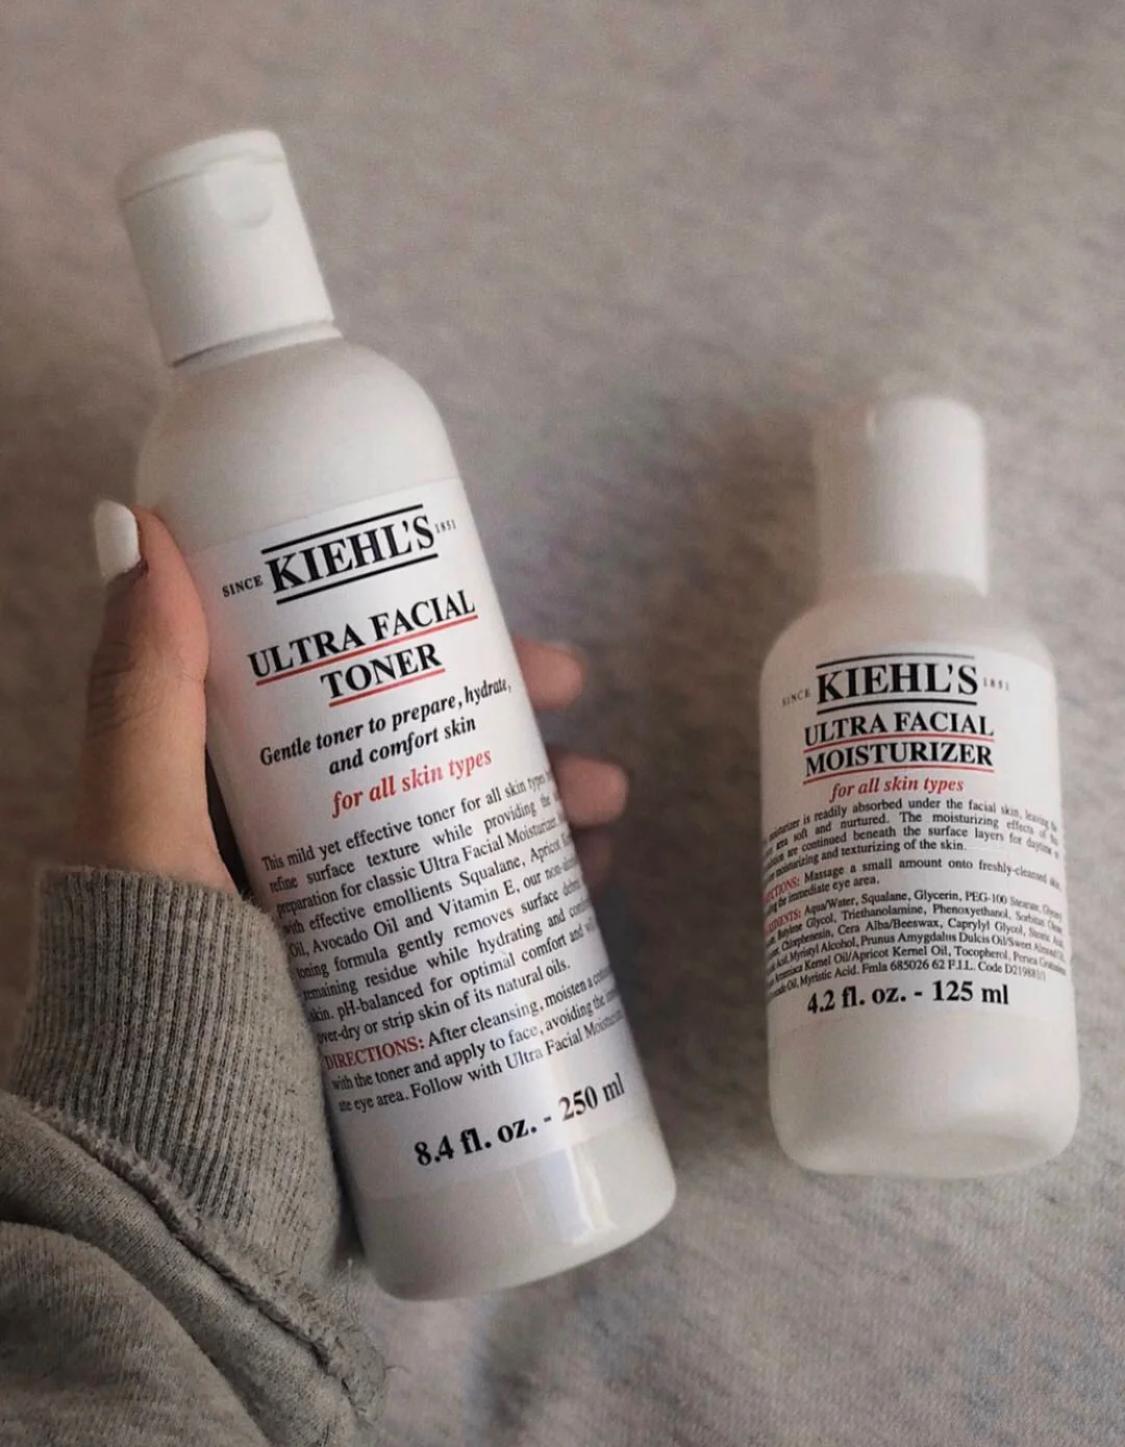 SINCE KIEHL'S 1851
ULTRA FACIAL
TONER
Gentle toner to prepare, hydrate,
and comfort skin
for all skin types
This mild yet effective toner for all skin types
refine surface texture while providing the
preparation for classic Ultra Facial Moisturizer.
with effective emollients Squalane, Apricot
Oil, Avocado Oil and Vitamin E, our
toning formula gently removes surface
remaining residue while hydrating and
skin. pH-balanced for optimal comfort and
over-dry or strip skin of its natural oils.
DIRECTIONS: After cleansing, moisten a
with the toner and apply to face, avoiding the
eye area. Follow with Ultra Facial
8.4 fl. oz. - 250 ml
SINCE KIEHL'S 1851
ULTRA FACIAL
MOISTURIZER
for all skin types
is readily absorbed under the facial skin,
soft and nurtured. The moisturizing effects of
are continued beneath the surface layers for
moisturizing and texturizing of the skin.
Massage a small amount onto freshly-cleansed
the immediate eye area.
Aqua/Water, Squalane, Glycerin, PEG-100
Glycol, Triethanolamine, Phenoxyethanol,
Cera Alba/Beeswax, Caprylyl Glycol,
Myristyl Alcohol, Prunus Amygdalus Dulcis Oil/Sweet
Kernel Oil/Apricot Kernel Oil, Tocopherol, Persea
Oil, Myristic Acid. Fmla 685026 62 F.I.L. Code
4.2 fl. oz. - 125 ml